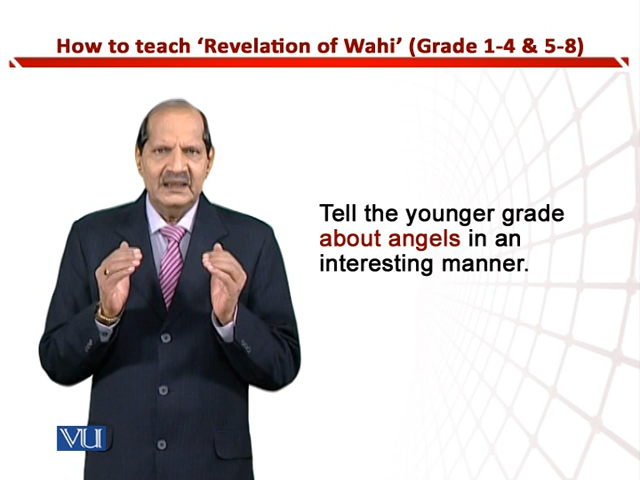 How to teach ‘Revelation of Wahi’ (Grade 1-4 & 5-8)
Tell the younger grade
about angels in an
interesting manner.
VU